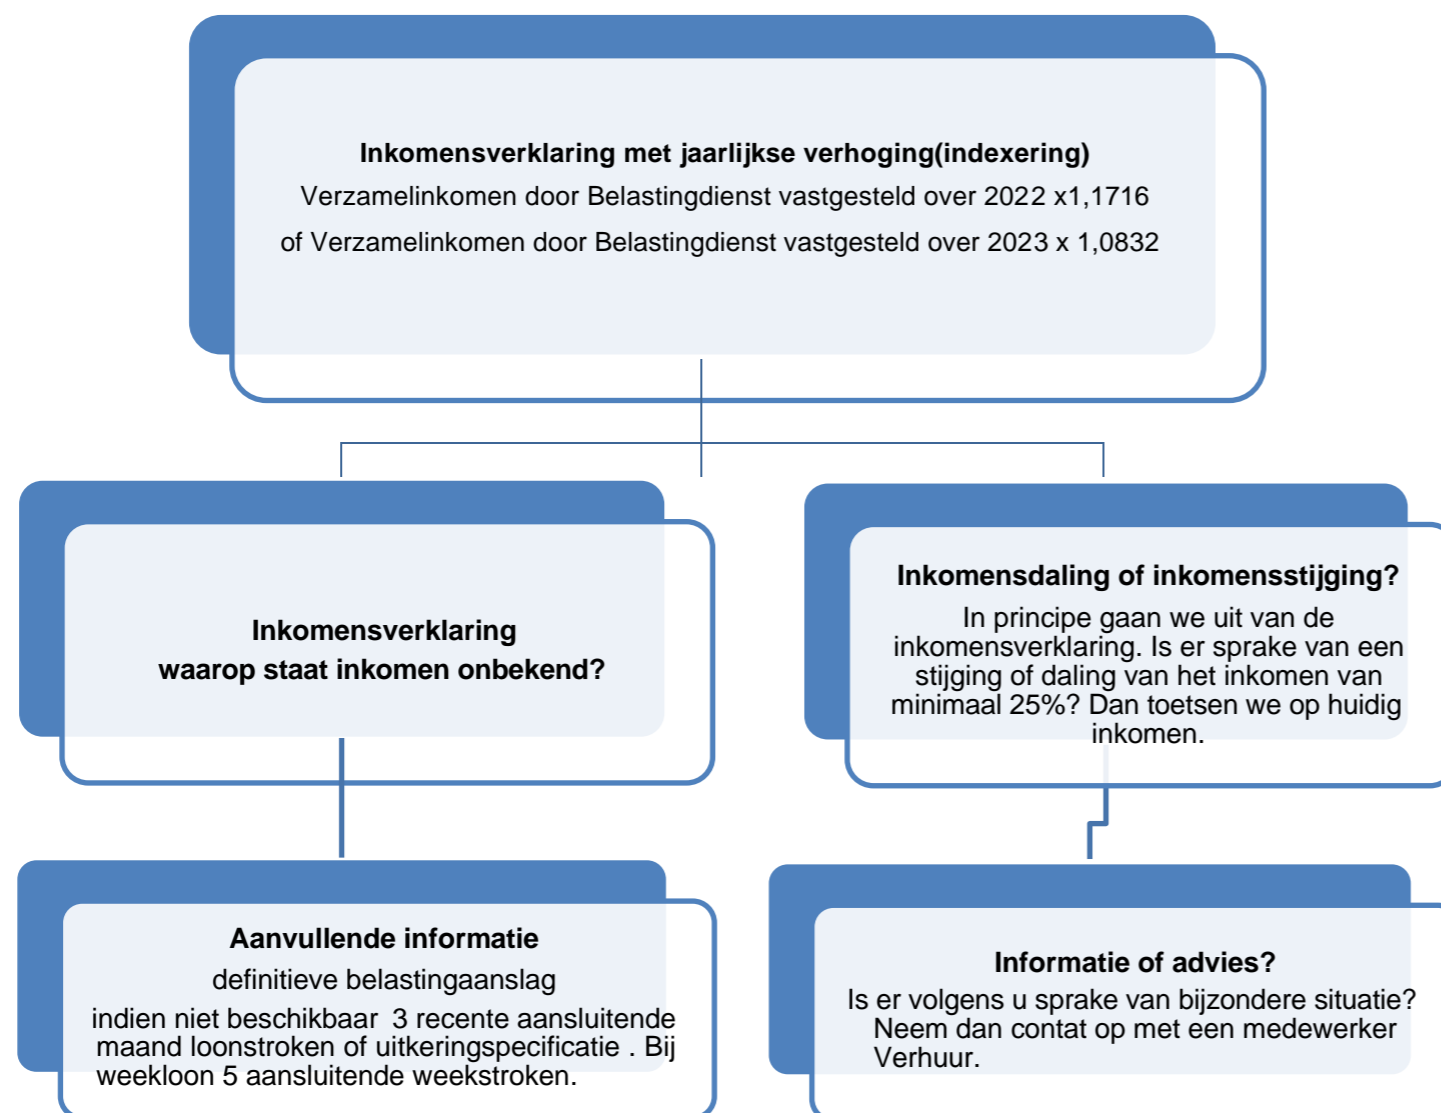 Inkomensverklaring met jaarlijkse verhoging(indexering)
Verzamelinkomen door Belastingdienst vastgesteld over 2022 x1,1716
of Verzamelinkomen door Belastingdienst vastgesteld over 2023 x 1,0832
Inkomensverklaring
waarop staat inkomen onbekend?
Inkomensdaling of inkomensstijging?
In principe gaan we uit van de
inkomensverklaring. Is er sprake van een
stijging of daling van het inkomen van
minimaal 25%? Dan toetsen we op huidig
inkomen.
Aanvullende informatie
definitieve belastingaanslag
indien niet beschikbaar 3 recente aansluitende
maand loonstroken of uitkeringspecificatie . Bij
weekloon 5 aansluitende weekstroken.
Informatie of advies?
Is er volgens u sprake van bijzondere situatie?
Neem dan contat op met een medewerker
Verhuur.